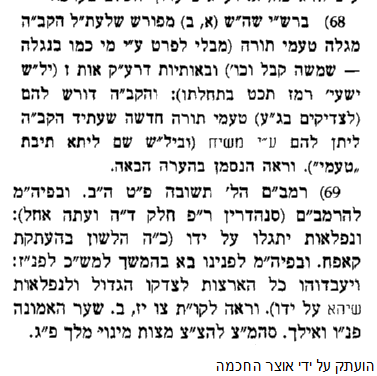 68) ברש"י שה"ש (א, ב) מפורש שלעת"ל הקב"ה
מגלה טעמי תורה (מבלי לפרט ע"י מי כמו בנגלה
— שמשה קבל וכו') ובאותיות דרע"ק אות ז (יל"ש
ישעי' רמז תכט בתחלתו): והקב"ה דורש להם
(לצדיקים בג"ע) טעמי תורה חדשה שעתיד הקב"ה
ליתן להם ע"י משיח (וביל"ש שם ליתא תיבת
„טעמי"). וראה הנסמן בהערה הבאה.
69) רמב"ם הל' תשובה פ"ט ה"ב. ובפיה"מ
להרמב"ם (סנהדרין ר"פ חלק ד"ה ועתה אחל):
ונפלאות יתגלו על ידו (כ"ה הלשון בהעתקת
קאפח. ובפיה"מ לפנינו בא בהמשך למש"כ לפנ"ז:
ויעבדוהו כל הארצות לצדקו הגדול ולנפלאות
שיהא על ידו). וראה לקו"ת צו יז, ב. שער האמונה
פנ"ו ואילך. סהמ"צ להצ"צ מצות מינוי מלך פ"ג.
הועתק על ידי אוצר החכמה